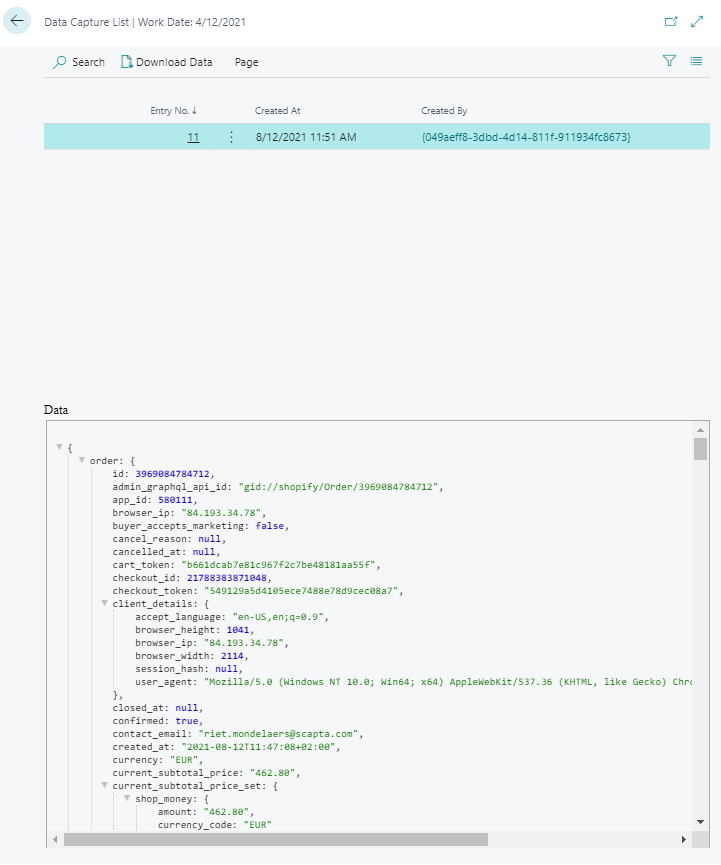 Data Capture List | Work Date: 4/12/2021
Search Download Data Page
Entry No. ↓ Created At Created By
11 8/12/2021 11:51 AM {049aeff8-3dbd-4d14-811f-911934fc8673}
Data
{
order: {
id: 3969084784712,
admin_graphql_api_id: "gid://shopify/Order/3969084784712",
app_id: 580111,
browser_ip: "84.193.34.78",
buyer_accepts_marketing: false,
cancel_reason: null,
cancelled_at: null,
cart_token: "b661dcab7e81c967f2c7be48181aa55f",
checkout_id: 21788383871048,
checkout_token: "549129a5d4105ece7488e78d9cec08a7",
client_details: {
accept_language: "en-US,en;q=0.9",
browser_height: 1041,
browser_ip: "84.193.34.78",
browser_width: 2114,
session_hash: null,
user_agent: "Mozilla/5.0 (Windows NT 10.0; Win64; x64) AppleWebKit/537.36 (KHTML, like Gecko) Chr
},
closed_at: null,
confirmed: true,
contact_email: "riet.mondelaers@scapta.com",
created_at: "2021-08-12T11:47:08+02:00",
currency: "EUR",
current_subtotal_price: "462.80",
current_subtotal_price_set: {
shop_money: {
amount: "462.80",
currency_code: "EUR"